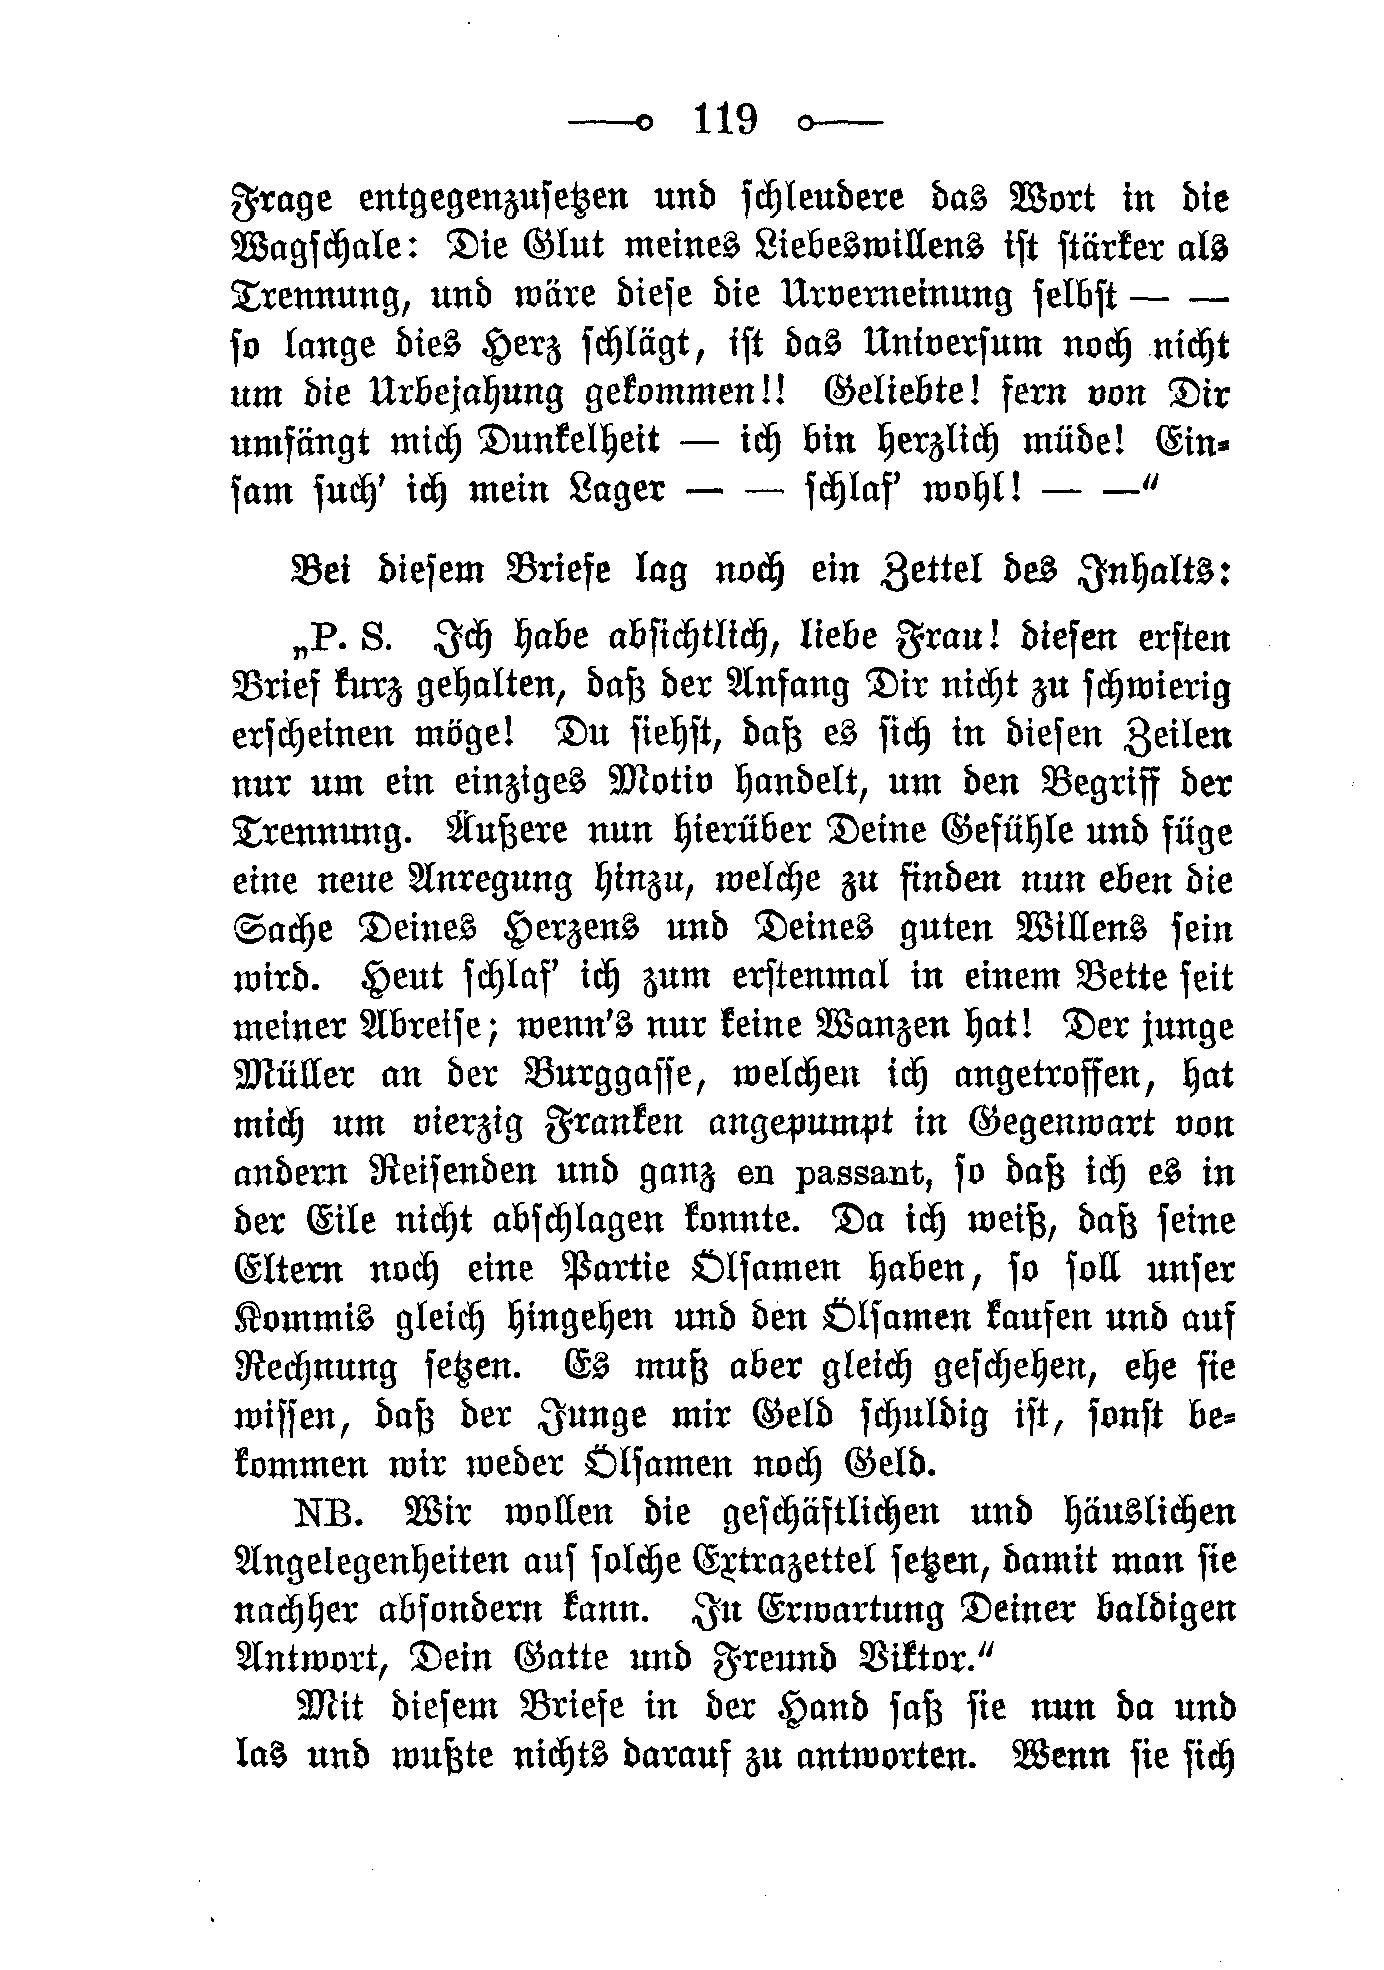 119
Frage entgegenzusetzen und schleudere das Wort in die
Wagschale: Die Glut meines Liebeswillens ist stärker als
Trennung, und wäre diese die Urverneinung selbst — —
so lange dies Herz schlägt, ist das Universum noch nicht
um die Urbejahung gekommen!! Geliebte! fern von Dir
umfängt mich Dunkelheit — ich bin herzlich müde! Ein-
sam such' ich mein Lager — — schlaf' wohl! — —“
Bei diesem Briefe lag noch ein Zettel des Inhalts:
„P. S. Ich habe absichtlich, liebe Frau! diesen ersten
Brief kurz gehalten, daß der Anfang Dir nicht zu schwierig
erscheinen möge! Du siehst, daß es sich in diesen Zeilen
nur um ein einziges Motiv handelt, um den Begriff der
Trennung. Äußere nun hierüber Deine Gefühle und füge
eine neue Anregung hinzu, welche zu finden nun eben die
Sache Deines Herzens und Deines guten Willens sein
wird. Heut schlaf' ich zum erstenmal in einem Bette seit
meiner Abreise; wenn's nur keine Wanzen hat! Der junge
Müller an der Burggasse, welchen ich angetroffen, hat
mich um vierzig Franken angepumpt in Gegenwart von
andern Reisenden und ganz en passant, so daß ich es in
der Eile nicht abschlagen konnte. Da ich weiß, daß seine
Eltern noch eine Partie Ölsamen haben, so soll unser
Kommis gleich hingehen und den Ölsamen kaufen und auf
Rechnung setzen. Es muß aber gleich geschehen, ehe sie
wissen, daß der Junge mir Geld schuldig ist, sonst be-
kommen wir weder Ölsamen noch Geld.
NB. Wir wollen die geschäftlichen und häuslichen
Angelegenheiten auf solche Extrazettel setzen, damit man sie
nachher absondern kann. In Erwartung Deiner baldigen
Antwort, Dein Gatte und Freund Viktor.“
Mit diesem Briefe in der Hand saß sie nun da und
las und wußte nichts darauf zu antworten. Wenn sie sich